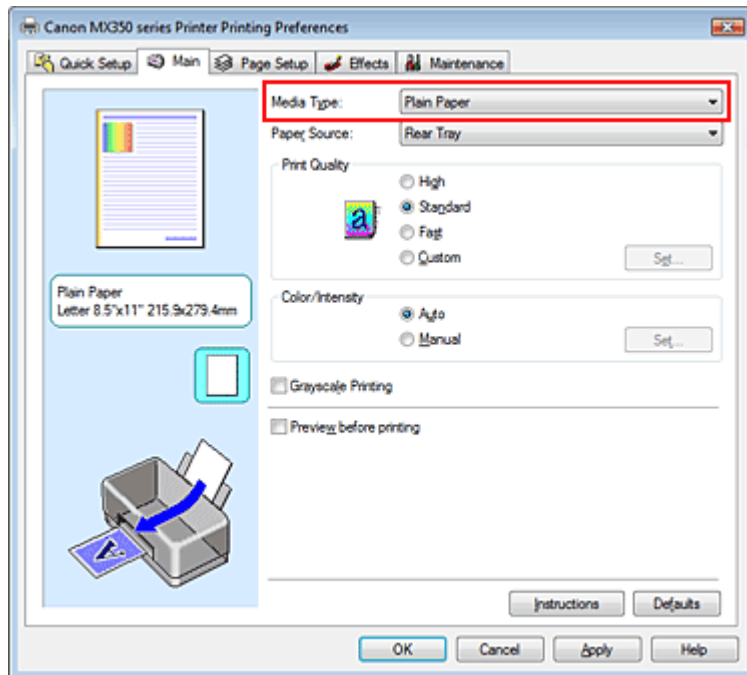 Canon MX350 series Printer Printing Preferences
Quick Setup Main Page Setup Effects Maintenance
Media Type: Plain Paper
Paper Source: Rear Tray
Print Quality
High
Standard
Fast
Custom Set...
Plain Paper
Letter 8.5"x11" 215.9x279.4mm
Color/Intensity
Auto
Manual Set...
Grayscale Printing
Preview before printing
Instructions Defaults
OK Cancel Apply Help